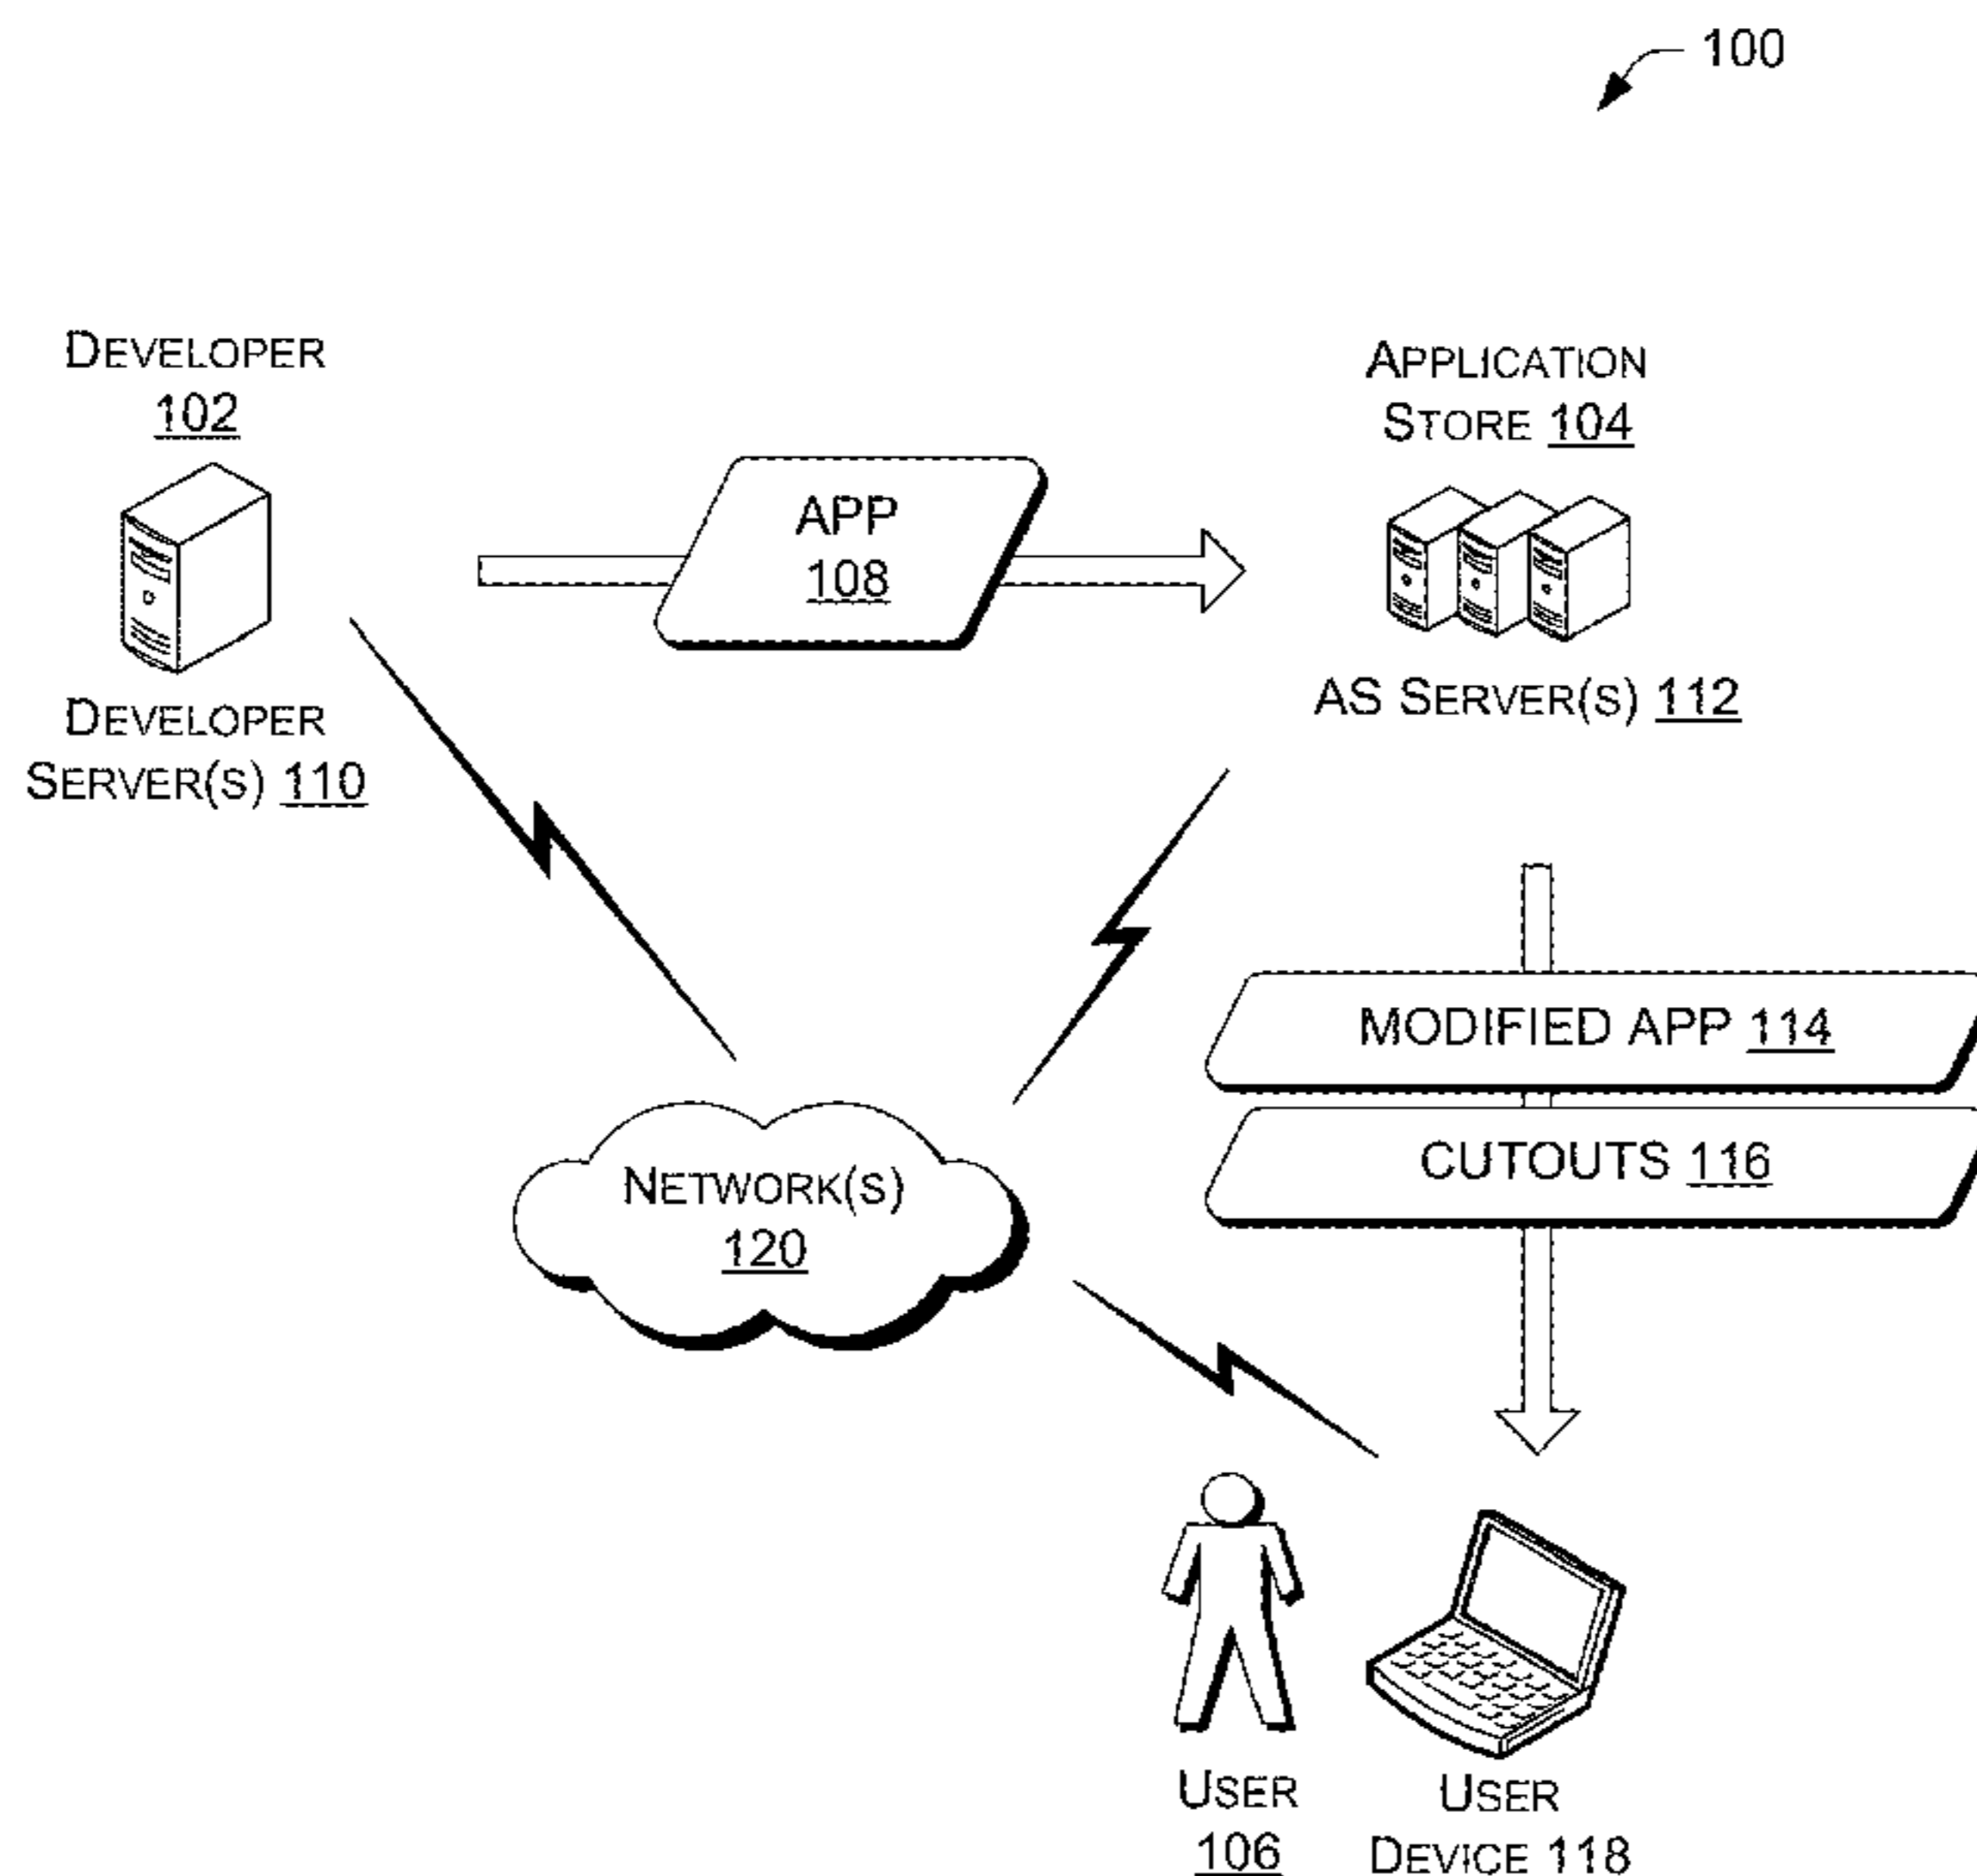 100
DEVELOPER
102
APPLICATION
STORE 104
APP
108
DEVELOPER
SERVER(S) 110
AS SERVER(S) 112
MODIFIED APP 114
CUTOUTS 116
NETWORK(S)
120
USER
106
USER
DEVICE 118